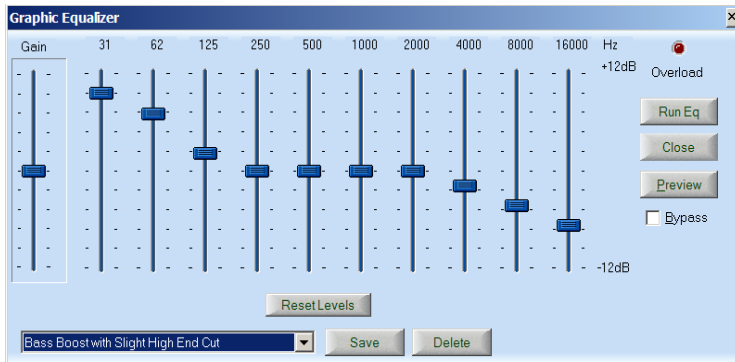 Graphic Equalizer
Gain 31 62 125 250 500 1000 2000 4000 8000 16000 Hz
+12dB
Overload
Run Eq
Close
Preview
Bypass
-12dB
Reset Levels
Bass Boost with Slight High End Cut
Save
Delete